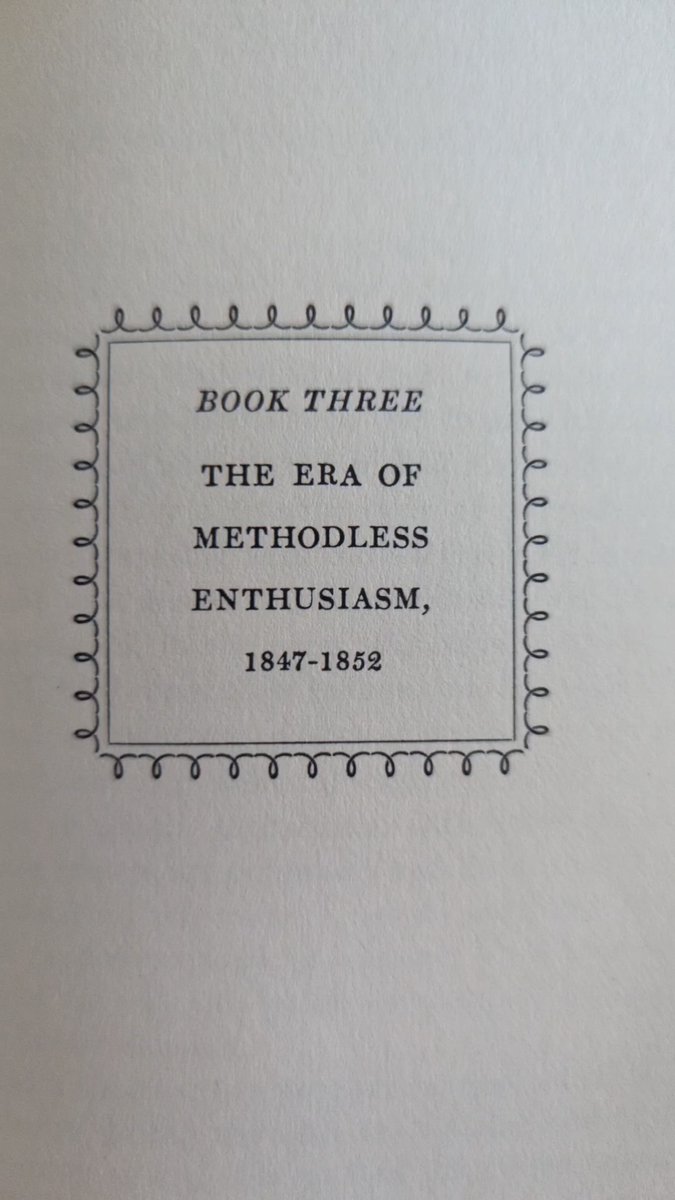 BOOK THREE
THE ERA OF
METHODLESS
ENTHUSIASM,
1847-1852